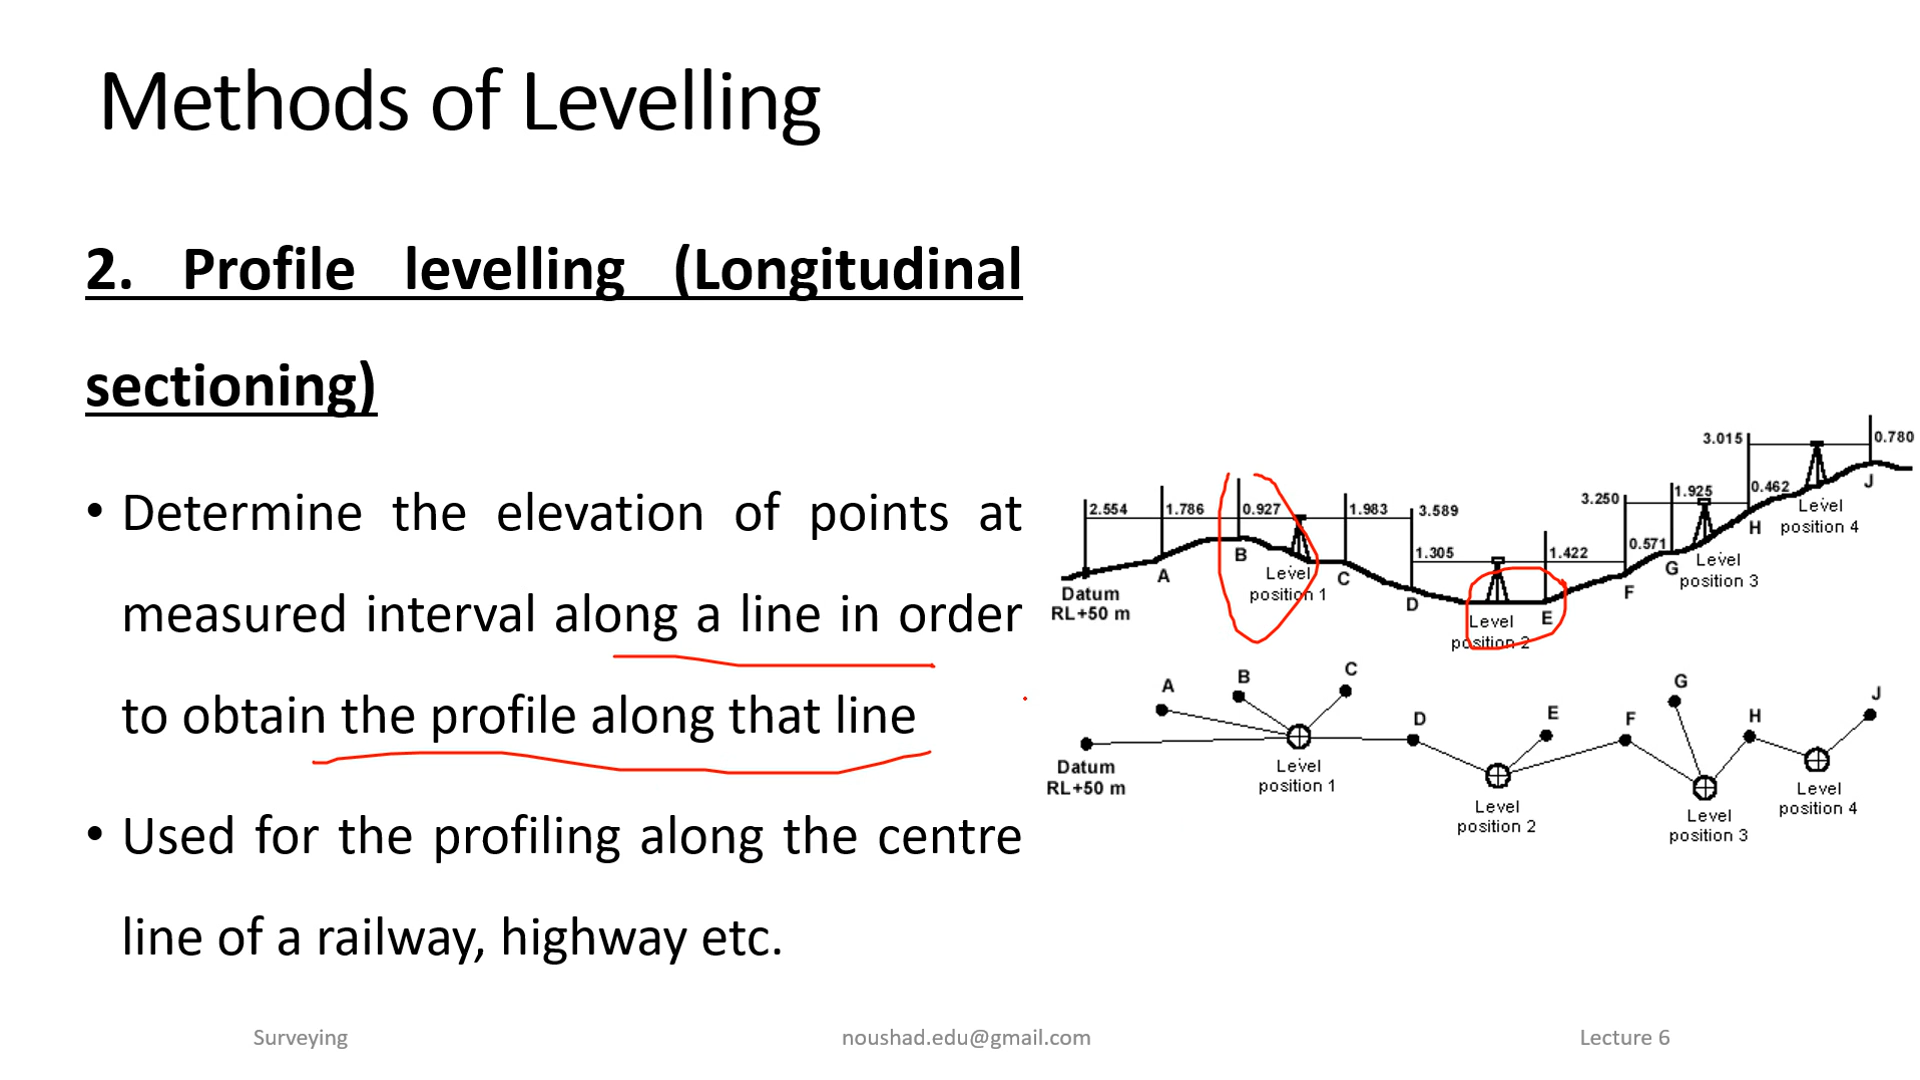 Methods of Levelling
2. Profile levelling (Longitudinal
sectioning)
• Determine the elevation of points at
measured interval along a line in order
to obtain the profile along that line
• Used for the profiling along the centre
line of a railway, highway etc.
3.015
0.780
2.554
1.786
0.927
1.983
3.589
3.250
1.925
0.462
J
Level
position 4
H
1.305
1.422
0.571
G
Level
position 3
B
A
Level
position 1
C
Datum
RL+50 m
D
Level
position 2
E
F
A
B
C
D
E
F
G
H
J
Datum
RL+50 m
Level
position 1
Level
position 2
Level
position 3
Level
position 4
Surveying
noushad.edu@gmail.com
Lecture 6